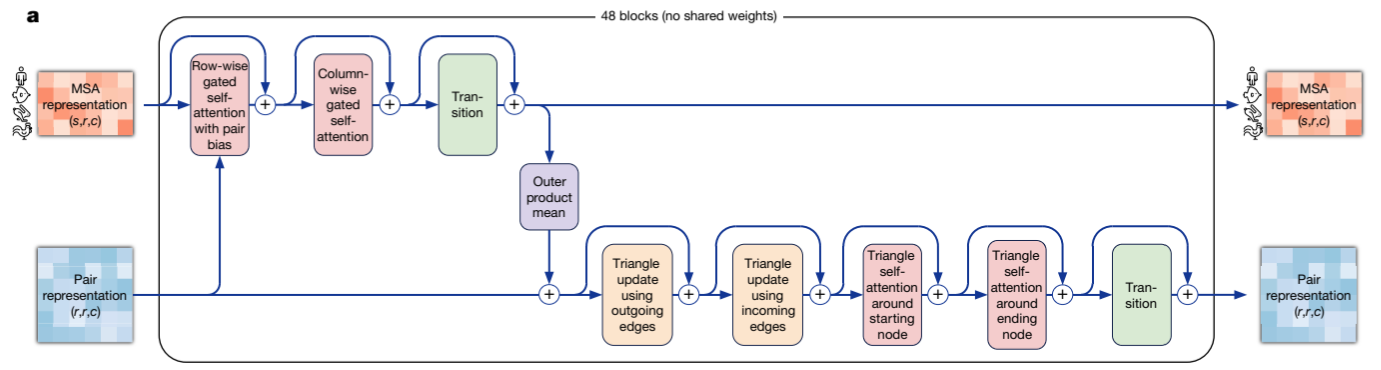 a
48 blocks (no shared weights)
MSA
representation
(s,r,c)
Row-wise
gated
self-
attention
with pair
bias
+
Column-
wise
gated
self-
attention
+
Tran-
sition
+
MSA
representation
(s,r,c)
Outer
product
mean
Pair
representation
(r,r,c)
+
Triangle
update
using
outgoing
edges
+
Triangle
update
using
incoming
edges
+
Triangle
self-
attention
around
starting
node
+
Triangle
self-
attention
around
ending
node
+
Tran-
sition
+
Pair
representation
(r,r,c)